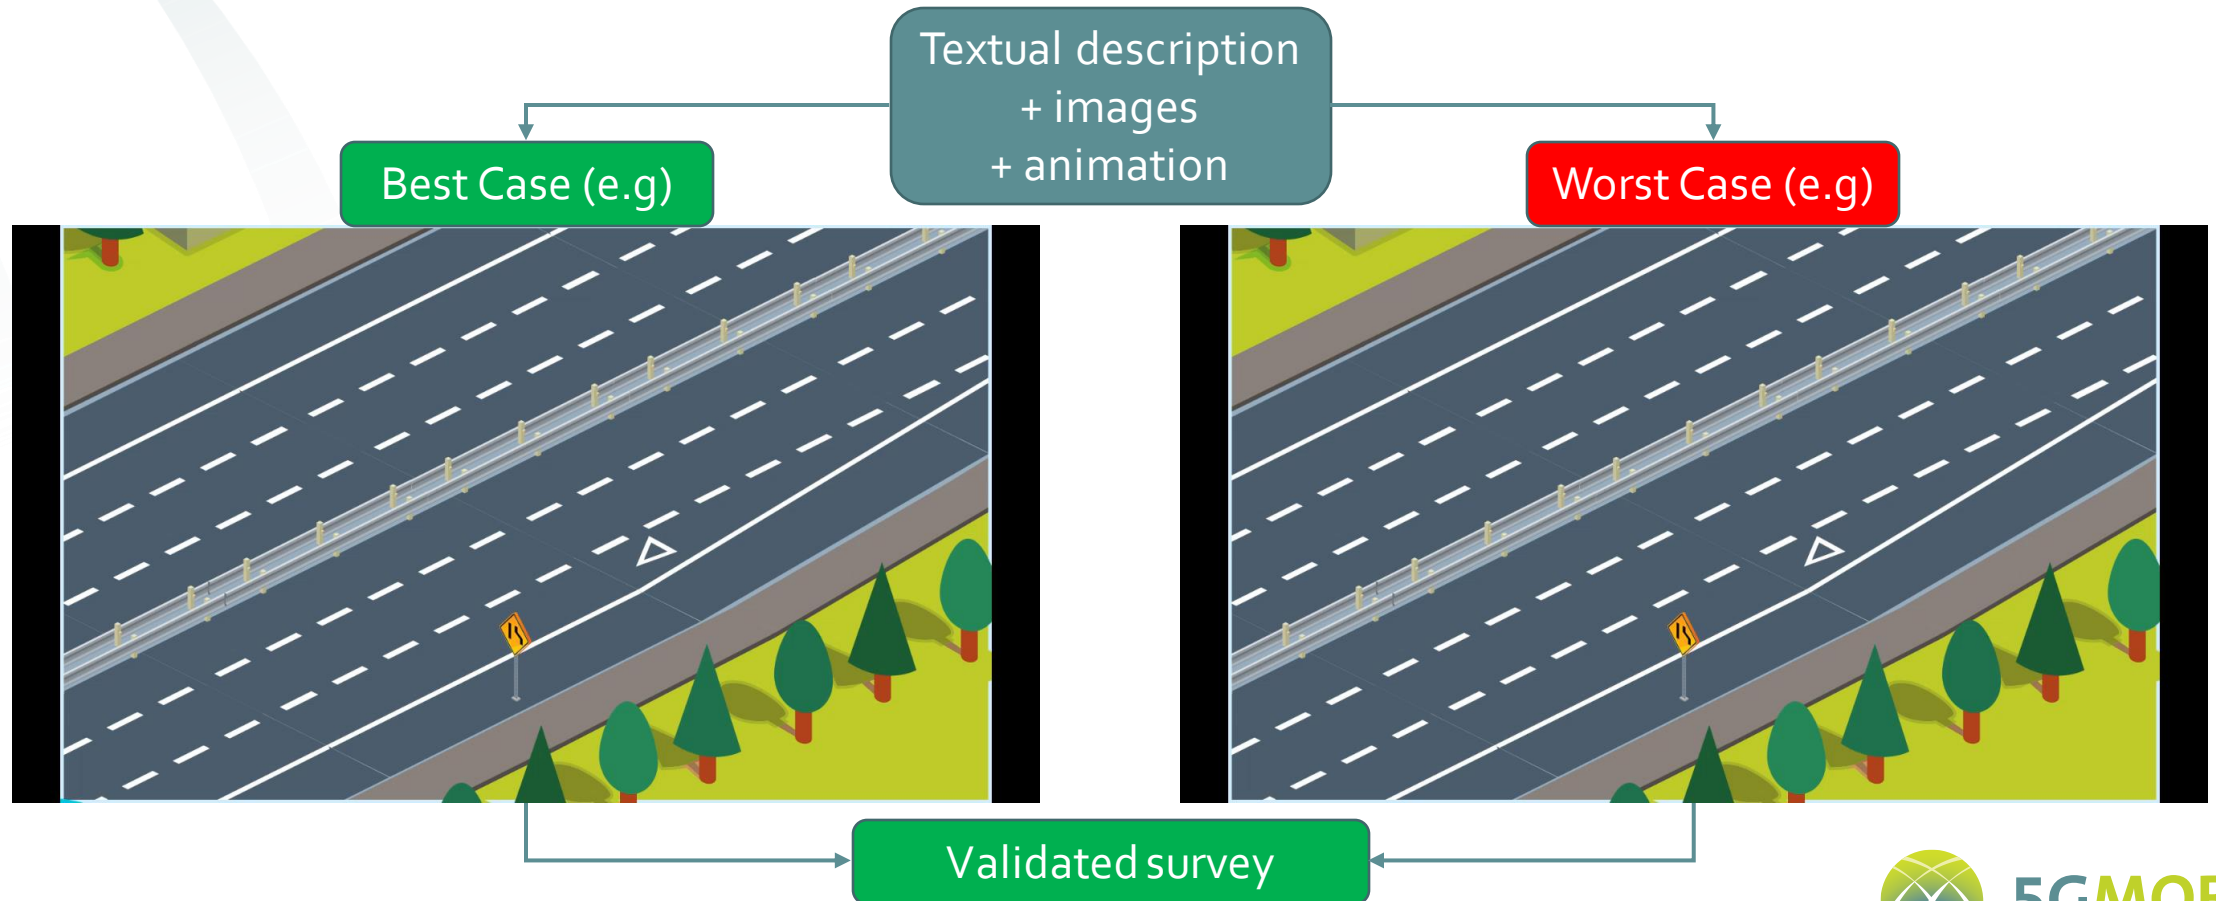 Textual description
+ images
+ animation
Best Case (e.g)
Worst Case (e.g)
Validated survey